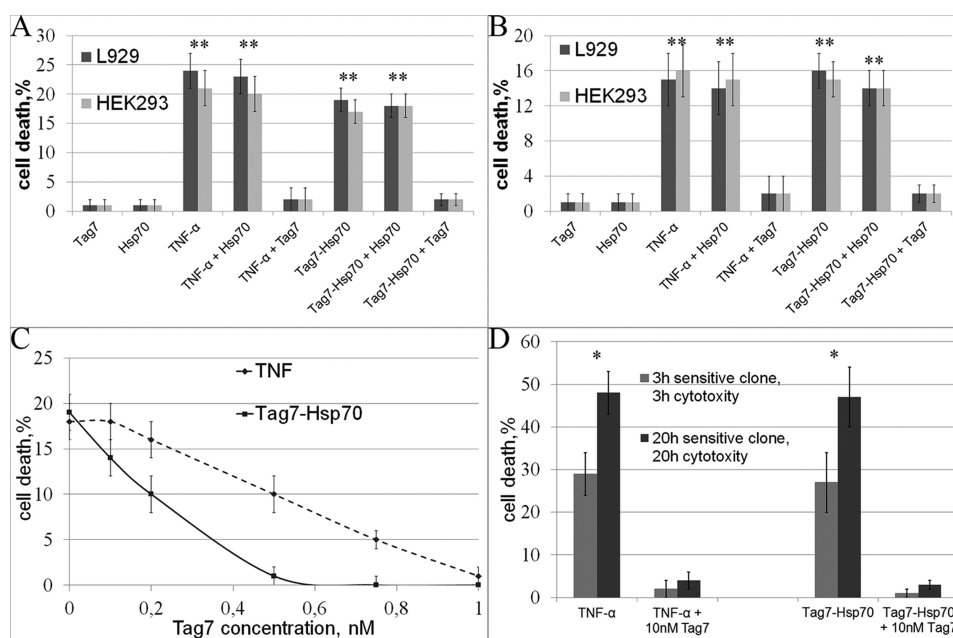 A
cell death,%
30
25
20
15
10
5
0
L929
HEK293
**
**
**
**
Tag7
Hsp70
TNF-α
TNF-α + Hsp70
TNF-α + Tag7
Tag7-Hsp70
Tag7-Hsp70 + Hsp70
Tag7-Hsp70 + Tag7
B
cell death,%
20
16
12
8
4
0
L929
HEK293
**
**
**
**
Tag7
Hsp70
TNF-α
TNF-α + Hsp70
TNF-α + Tag7
Tag7-Hsp70
Tag7-Hsp70 + Hsp70
Tag7-Hsp70 + Tag7
C
cell death,%
25
20
15
10
5
0
TNF
Tag7-Hsp70
0
0,2
0,4
0,6
0,8
1
Tag7 concentration, nM
D
cell death,%
60
50
40
30
20
10
0
*
*
3h sensitive clone,
3h cytotoxity
20h sensitive clone,
20h cytotoxity
TNF-α
TNF-α +
10nM Tag7
Tag7-Hsp70
Tag7-Hsp70
+ 10nM Tag7